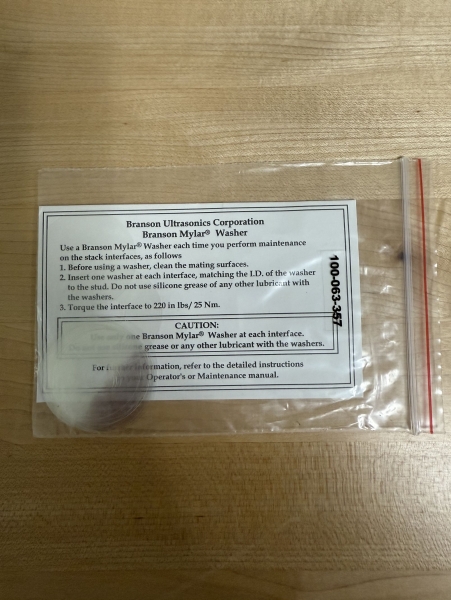 Branson Ultrasonics Corporation
Branson Mylar® Washer
Use a Branson Mylar® Washer each time you perform maintenance
on the stack interfaces, as follows
1. Before using a washer, clean the mating surfaces.
2. Insert one washer at each interface, matching the I.D. of the washer
to the stud. Do not use silicone grease of any other lubricant with
the washers.
3. Torque the interface to 220 in lbs/ 25 Nm.
CAUTION:
one Branson Mylar® Washer at each interface.
grease or any other lubricant with the washers.
For information, refer to the detailed instructions
Operator's or Maintenance manual.
100-063-357